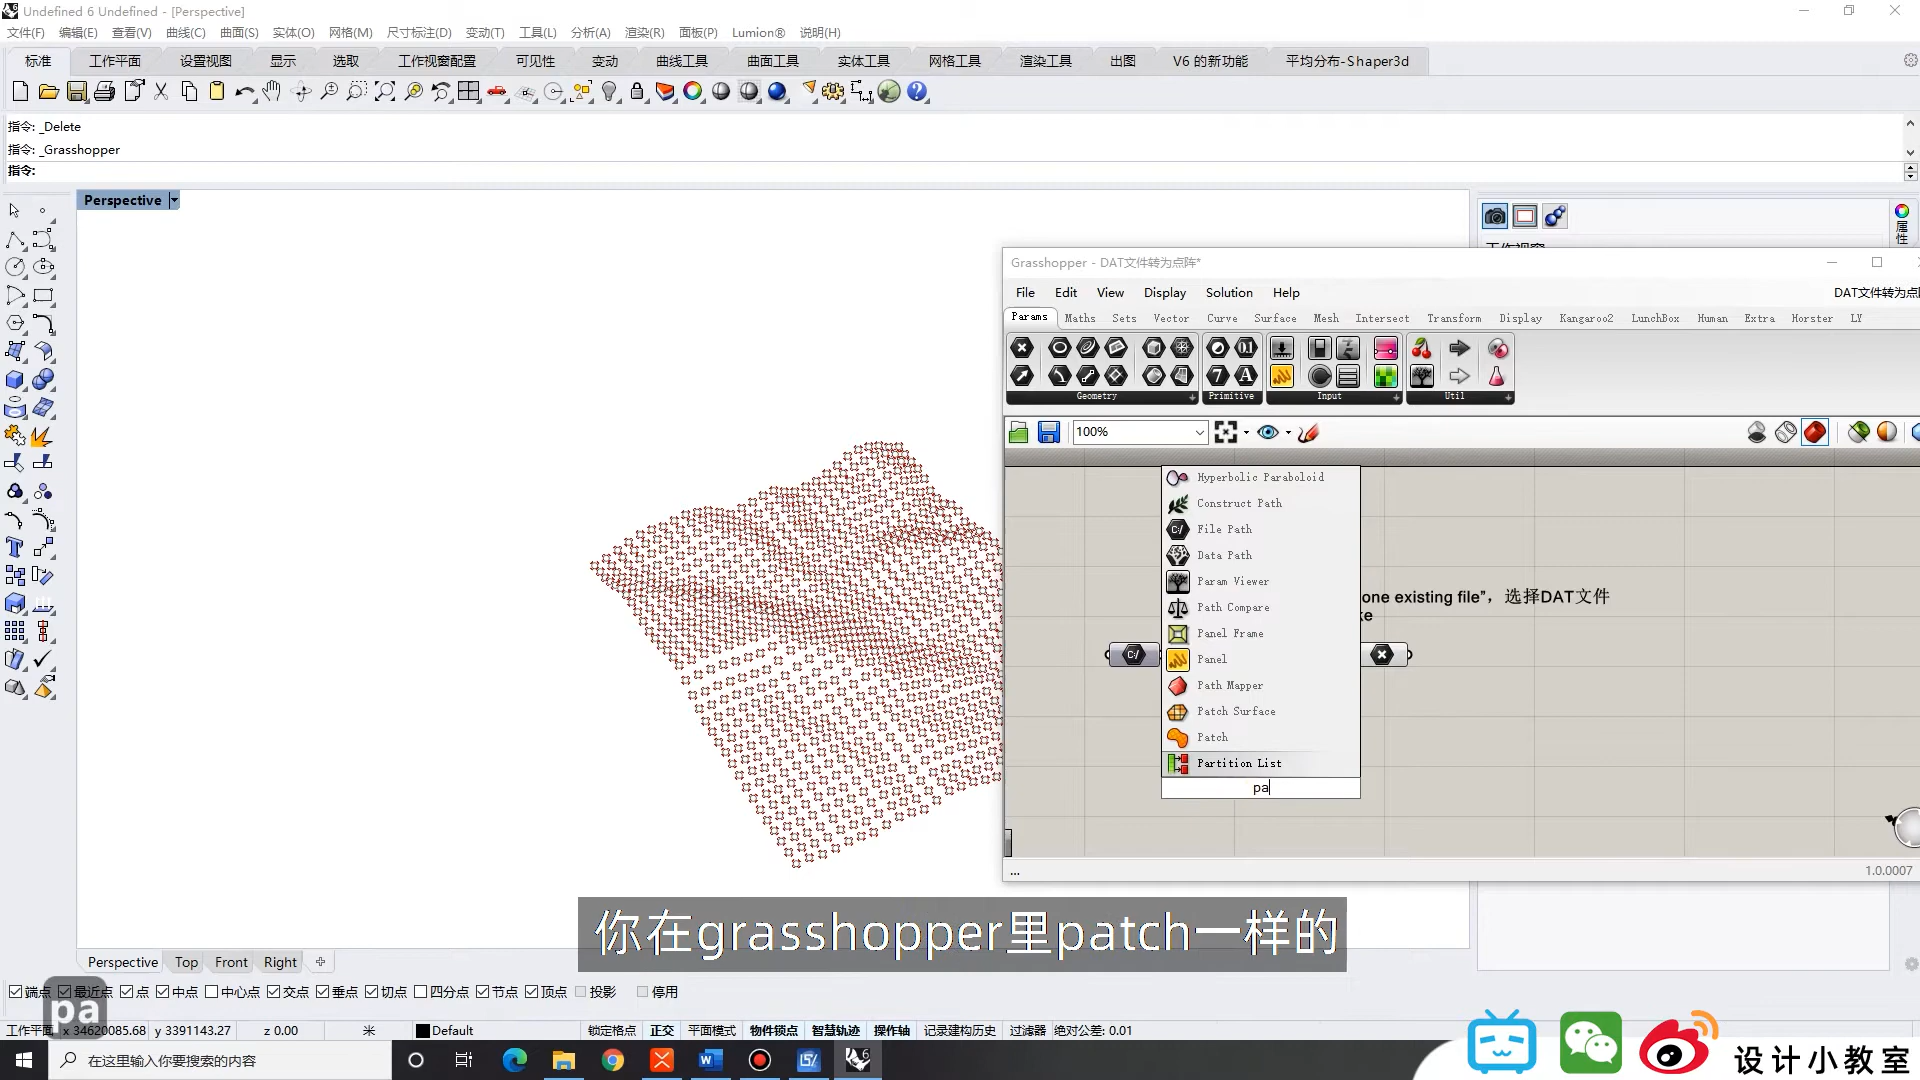 Undefined 6 Undefined - [Perspective]
文件(F) 编辑(E) 查看(V) 曲线(C) 曲面(S) 实体(O) 网格(M) 尺寸标注(D) 变动(T) 工具(L) 分析(A) 渲染(R) 面板(P) Lumion® 说明(H)
标准 工作平面 设置视图 显示 选取 工作视窗配置 可见性 变动 曲线工具 曲面工具 实体工具 网格工具 渲染工具 出图 V6 的新功能 平均分布-Shaper3d
指令: _Delete
指令: _Grasshopper
指令:
Perspective
属性
Grasshopper - DAT文件转为点阵*
File Edit View Display Solution Help
DAT文件转为点
Params Maths Sets Vector Curve Surface Mesh Intersect Transform Display Kangaroo2 LunchBox Human Extra Horster LY
Geometry Primitive Input Util
100%
Hyperbolic Paraboloid
Construct Path
File Path
Data Path
Param Viewer
Path Compare
Panel Frame
Panel
Path Mapper
Patch Surface
Patch
Partition List
pa
one existing file”，选择DAT文件
ke
...
1.0.0007
你在grasshopper里patch一样的
Perspective Top Front Right
端点 最近点 点 中点 中心点 交点 垂点 切点 四分点 节点 顶点 投影 停用
pa
工作平面 x 34620085.68 y 3391143.27 z 0.00 米 Default 锁定格点 正交 平面模式 物件锁点 智慧轨迹 操作轴 记录建构历史 过滤器 绝对公差: 0.01
在这里输入你要搜索的内容
设计小教室